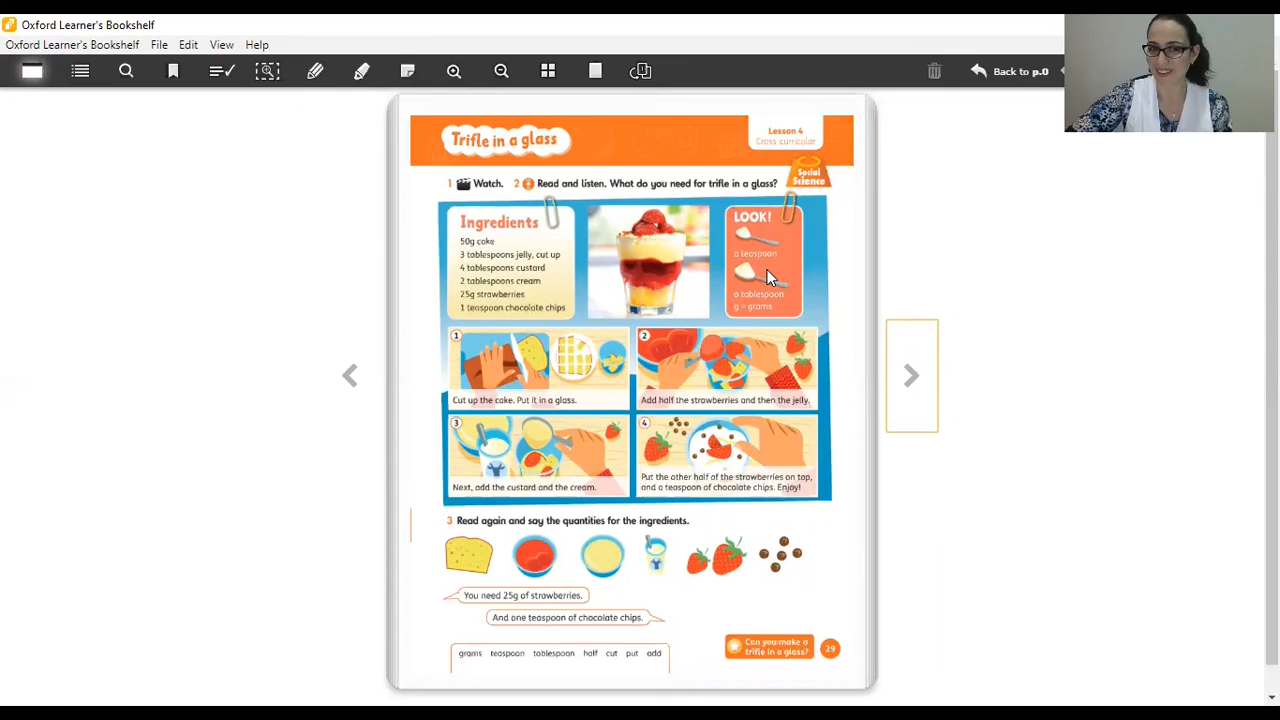 Oxford Learner's Bookshelf
Oxford Learner's Bookshelf File Edit View Help
Back to p.0
Trifle in a glass
Lesson 4
Cross curricular
Social
Science
1 Watch. 2 Read and listen. What do you need for trifle in a glass?
Ingredients
50g cake
3 tablespoons jelly, cut up
4 tablespoons custard
2 tablespoons cream
25g strawberries
1 teaspoon chocolate chips
LOOK!
a teaspoon
a tablespoon
g = grams
1
Cut up the cake. Put it in a glass.
2
Add half the strawberries and then the jelly.
3
Next, add the custard and the cream.
4
Put the other half of the strawberries on top,
and a teaspoon of chocolate chips. Enjoy!
3 Read again and say the quantities for the ingredients.
You need 25g of strawberries.
And one teaspoon of chocolate chips.
grams teaspoon tablespoon half cut put add
Can you make a
trifle in a glass?
29